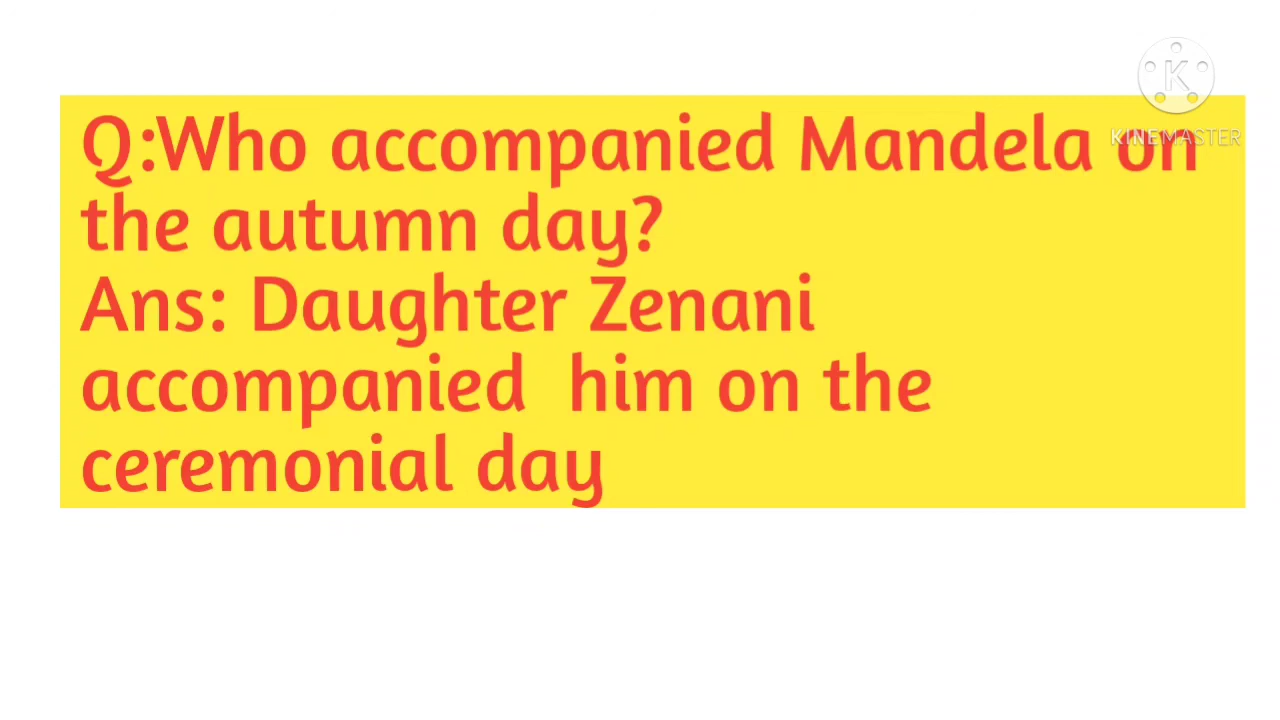 K
KINEMASTER
Q:Who accompanied Mandela on
the autumn day?
Ans: Daughter Zenani
accompanied  him on the
ceremonial day